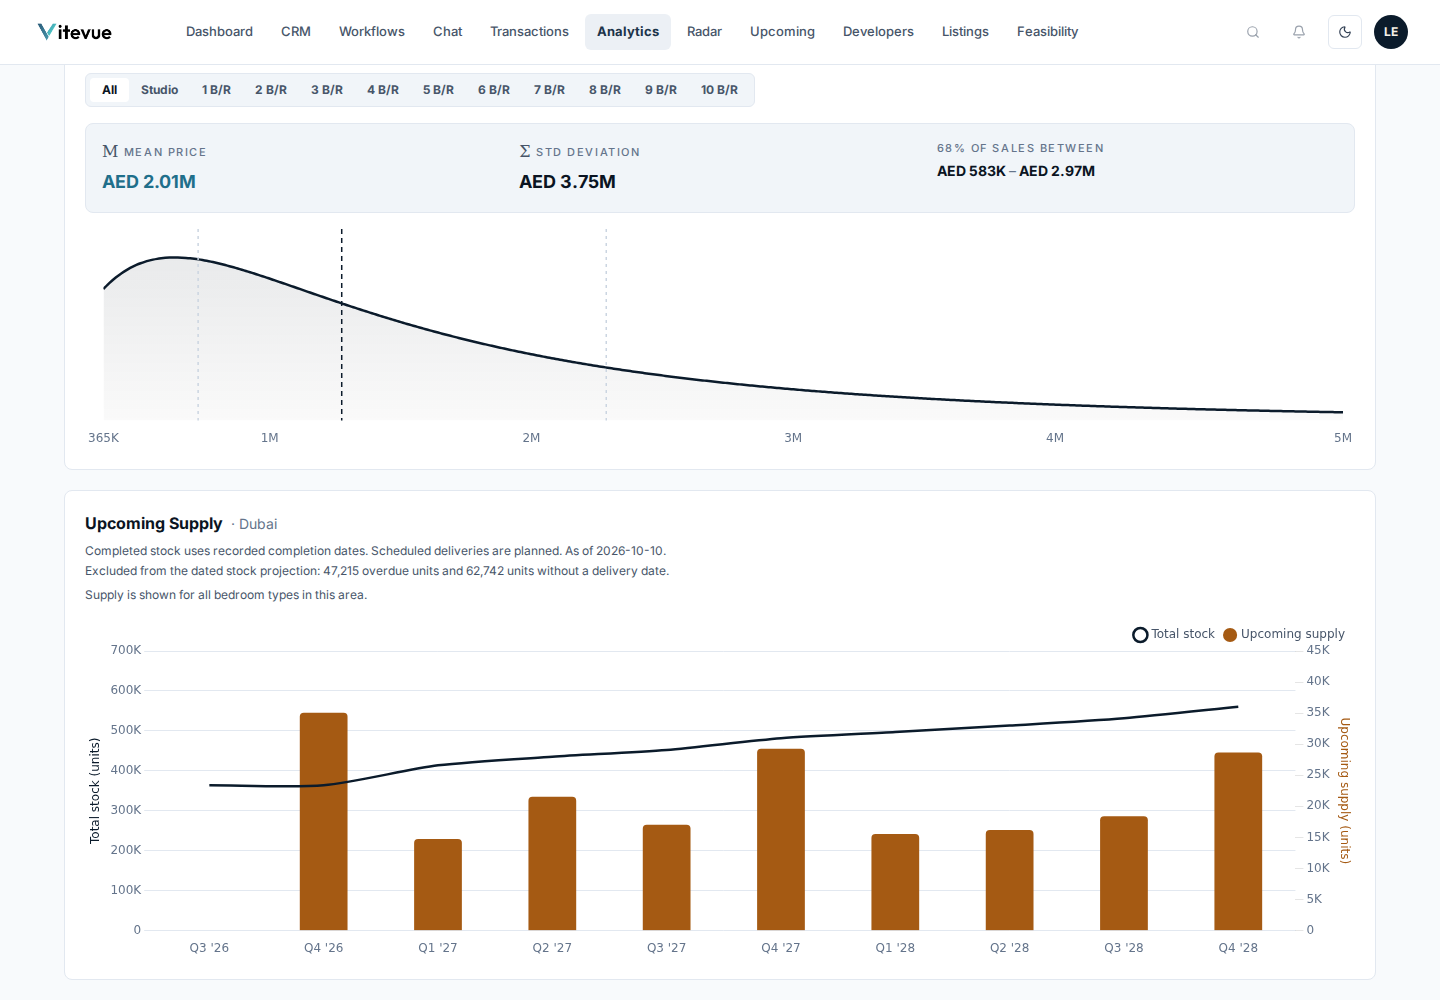 Vitevue
Dashboard CRM Workflows Chat Transactions Analytics Radar Upcoming Developers Listings Feasibility LE
All Studio 1 B/R 2 B/R 3 B/R 4 B/R 5 B/R 6 B/R 7 B/R 8 B/R 9 B/R 10 B/R
M MEAN PRICE
AED 2.01M
Σ STD DEVIATION
AED 3.75M
68% OF SALES BETWEEN
AED 583K – AED 2.97M
365K 1M 2M 3M 4M 5M
Upcoming Supply · Dubai
Completed stock uses recorded completion dates. Scheduled deliveries are planned. As of 2026-10-10.
Excluded from the dated stock projection: 47,215 overdue units and 62,742 units without a delivery date.
Supply is shown for all bedroom types in this area.
Total stock Upcoming supply
Total stock (units)
700K
600K
500K
400K
300K
200K
100K
0
45K
40K
35K
30K
25K
20K
15K
10K
5K
0
Upcoming supply (units)
Q3 '26 Q4 '26 Q1 '27 Q2 '27 Q3 '27 Q4 '27 Q1 '28 Q2 '28 Q3 '28 Q4 '28